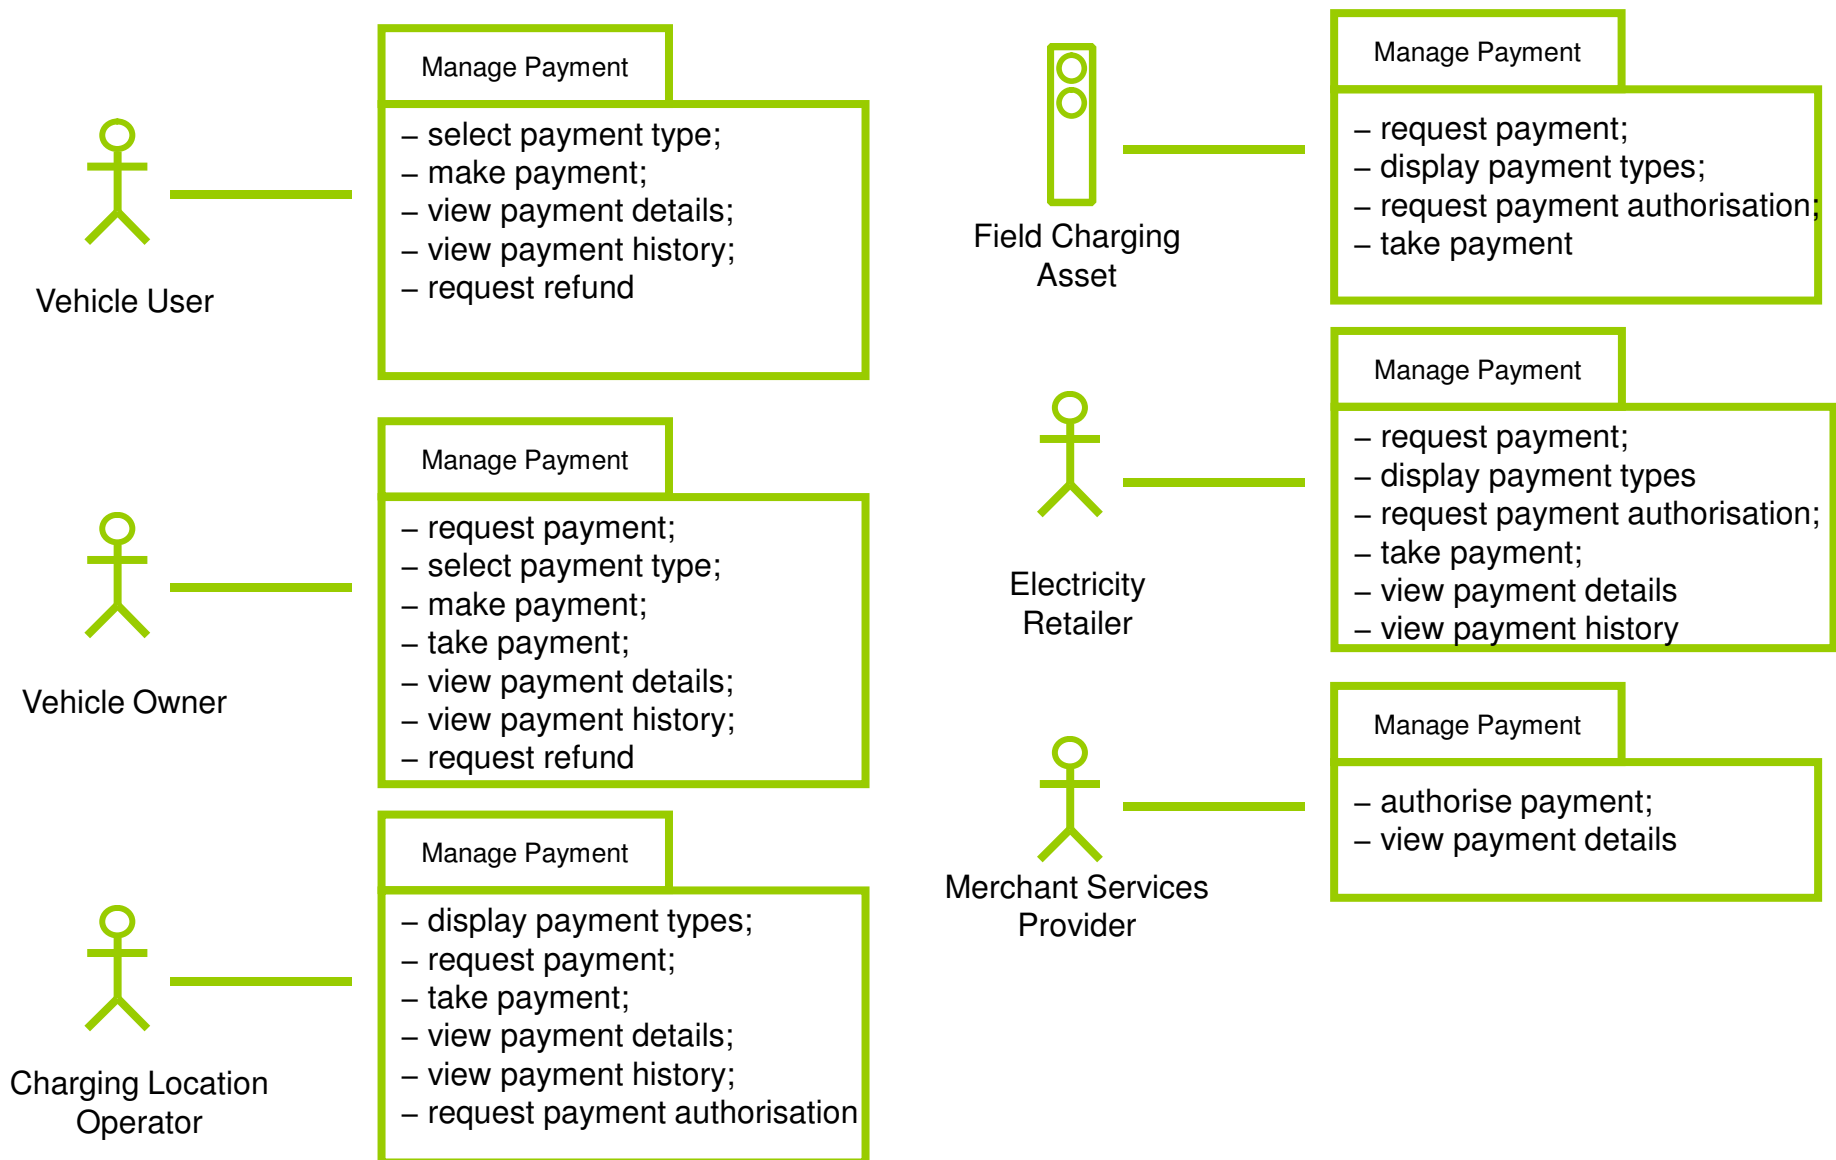 Manage Payment
– select payment type;
– make payment;
– view payment details;
– view payment history;
– request refund
Vehicle User
Manage Payment
– request payment;
– select payment type;
– make payment;
– take payment;
– view payment details;
– view payment history;
– request refund
Vehicle Owner
Manage Payment
– display payment types;
– request payment;
– take payment;
– view payment details;
– view payment history;
– request payment authorisation
Charging Location
Operator
Manage Payment
– request payment;
– display payment types;
– request payment authorisation;
– take payment
Field Charging
Asset
Manage Payment
– request payment;
– display payment types
– request payment authorisation;
– take payment;
– view payment details
– view payment history
Electricity
Retailer
Manage Payment
– authorise payment;
– view payment details
Merchant Services
Provider